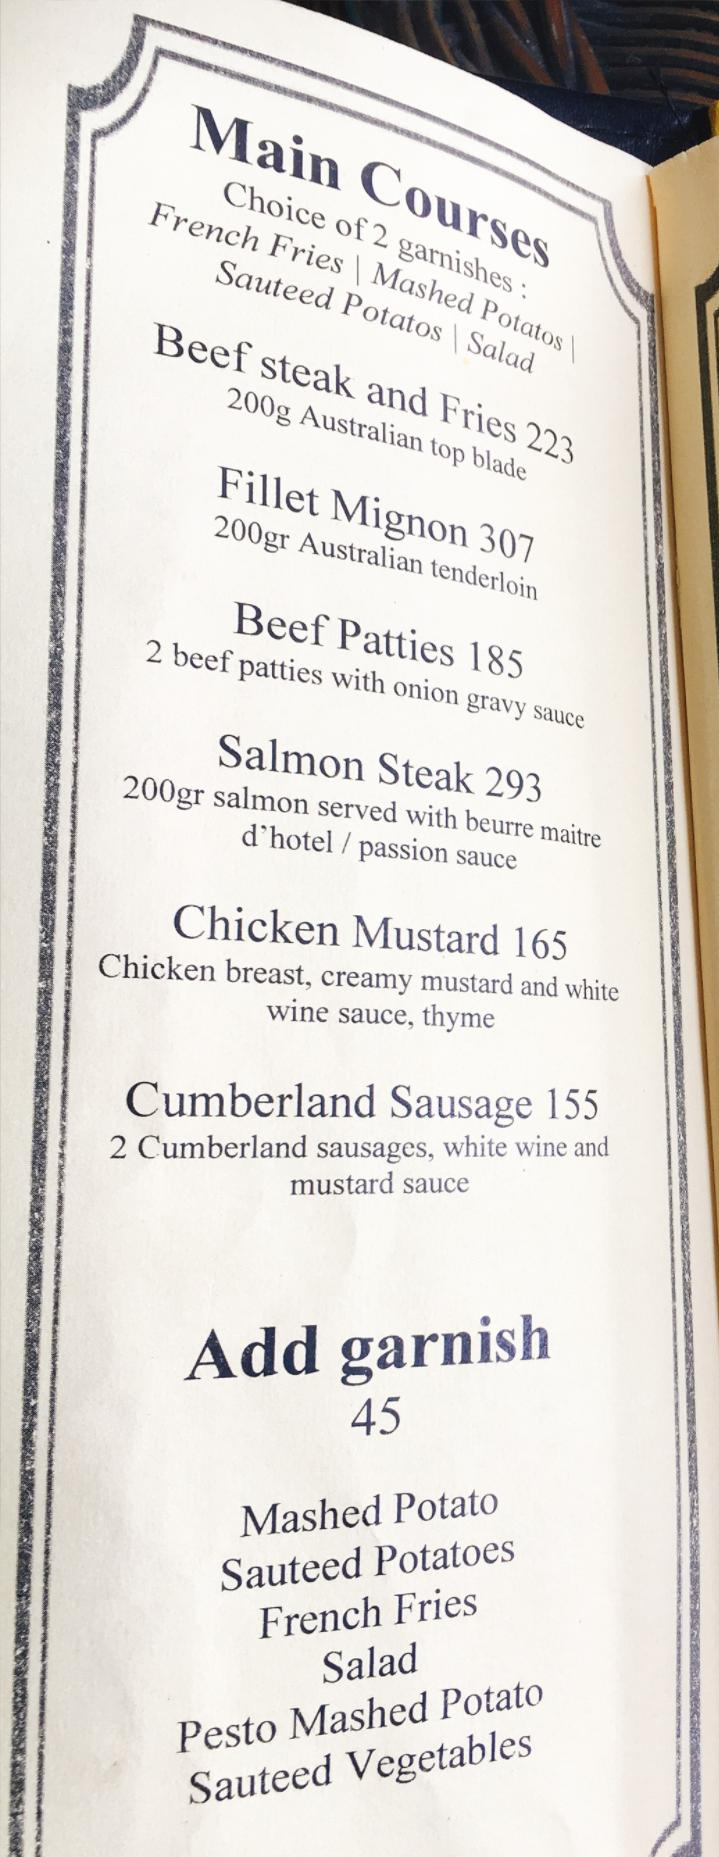 Main Courses
Choice of 2 garnishes :
French Fries | Mashed Potatos |
Sauteed Potatos | Salad
Beef steak and Fries 223
200g Australian top blade
Fillet Mignon 307
200gr Australian tenderloin
Beef Patties 185
2 beef patties with onion gravy sauce
Salmon Steak 293
200gr salmon served with beurre maitre
d'hotel / passion sauce
Chicken Mustard 165
Chicken breast, creamy mustard and white
wine sauce, thyme
Cumberland Sausage 155
2 Cumberland sausages, white wine and
mustard sauce
Add garnish
45
Mashed Potato
Sauteed Potatoes
French Fries
Salad
Pesto Mashed Potato
Sauteed Vegetables